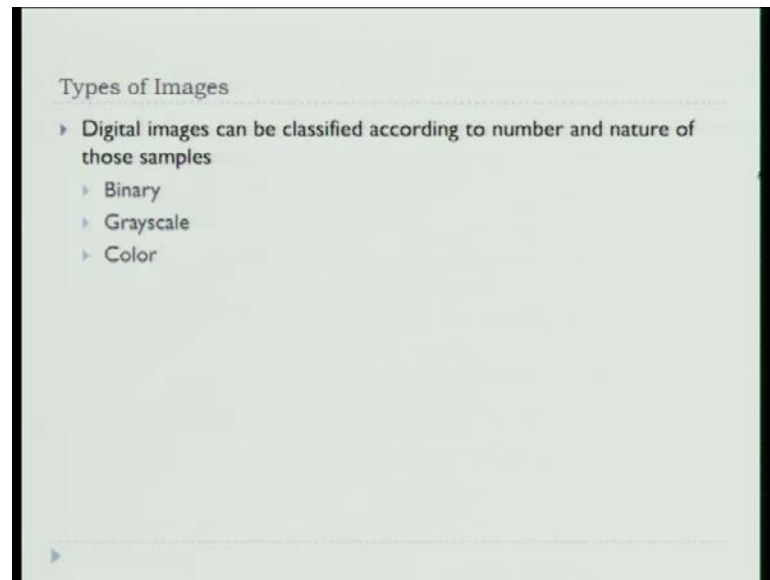 Types of Images
Digital images can be classified according to number and nature of
those samples
Binary
Grayscale
Color